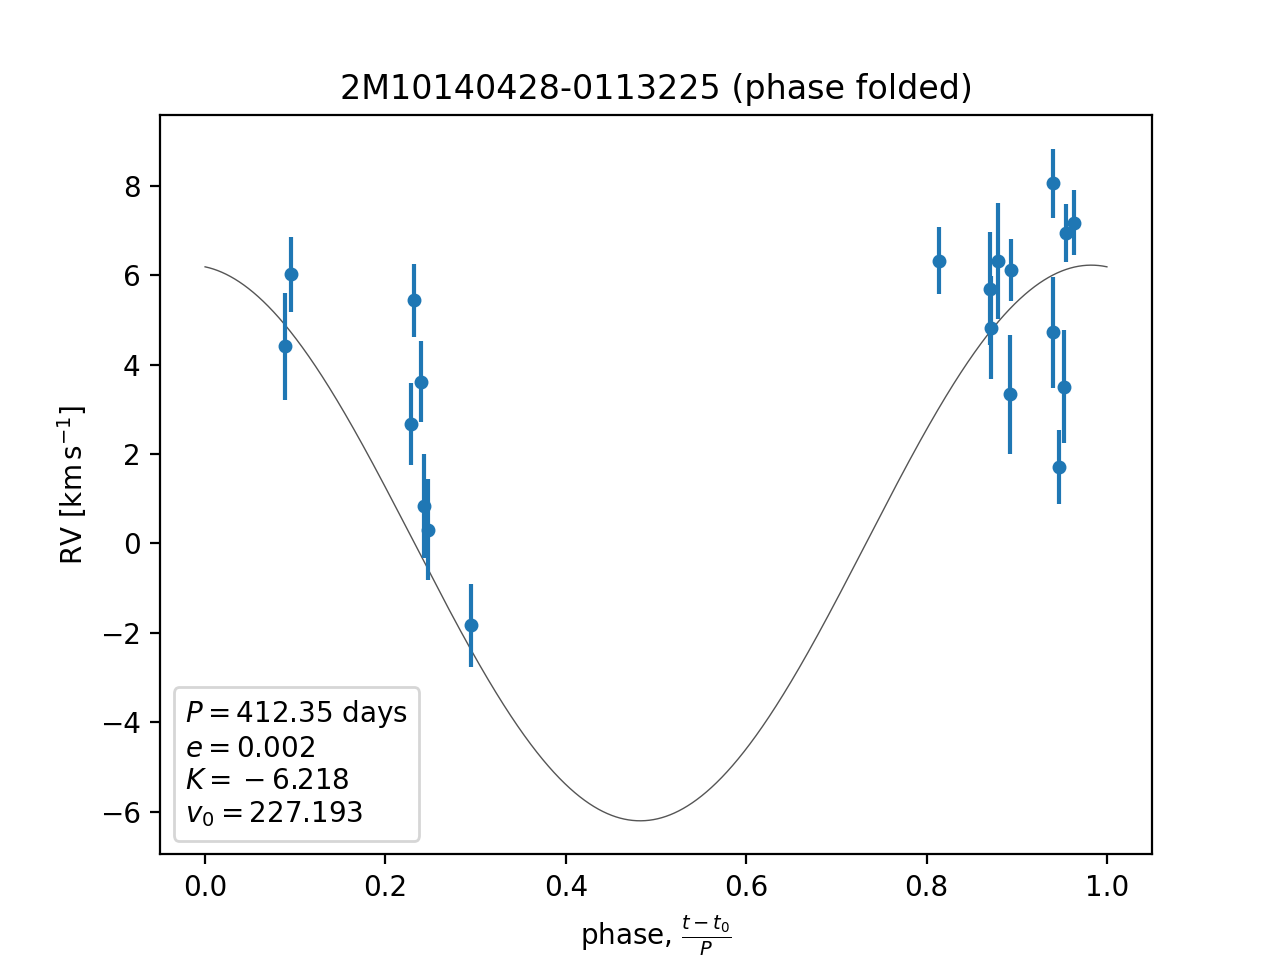 2M10140428-0113225 (phase folded)
RV [km s⁻¹]
8
6
4
2
0
−2
−4
−6
P = 412.35 days
e = 0.002
K = −6.218
v₀ = 227.193
0.0 0.2 0.4 0.6 0.8 1.0
phase, (t − t₀)/P